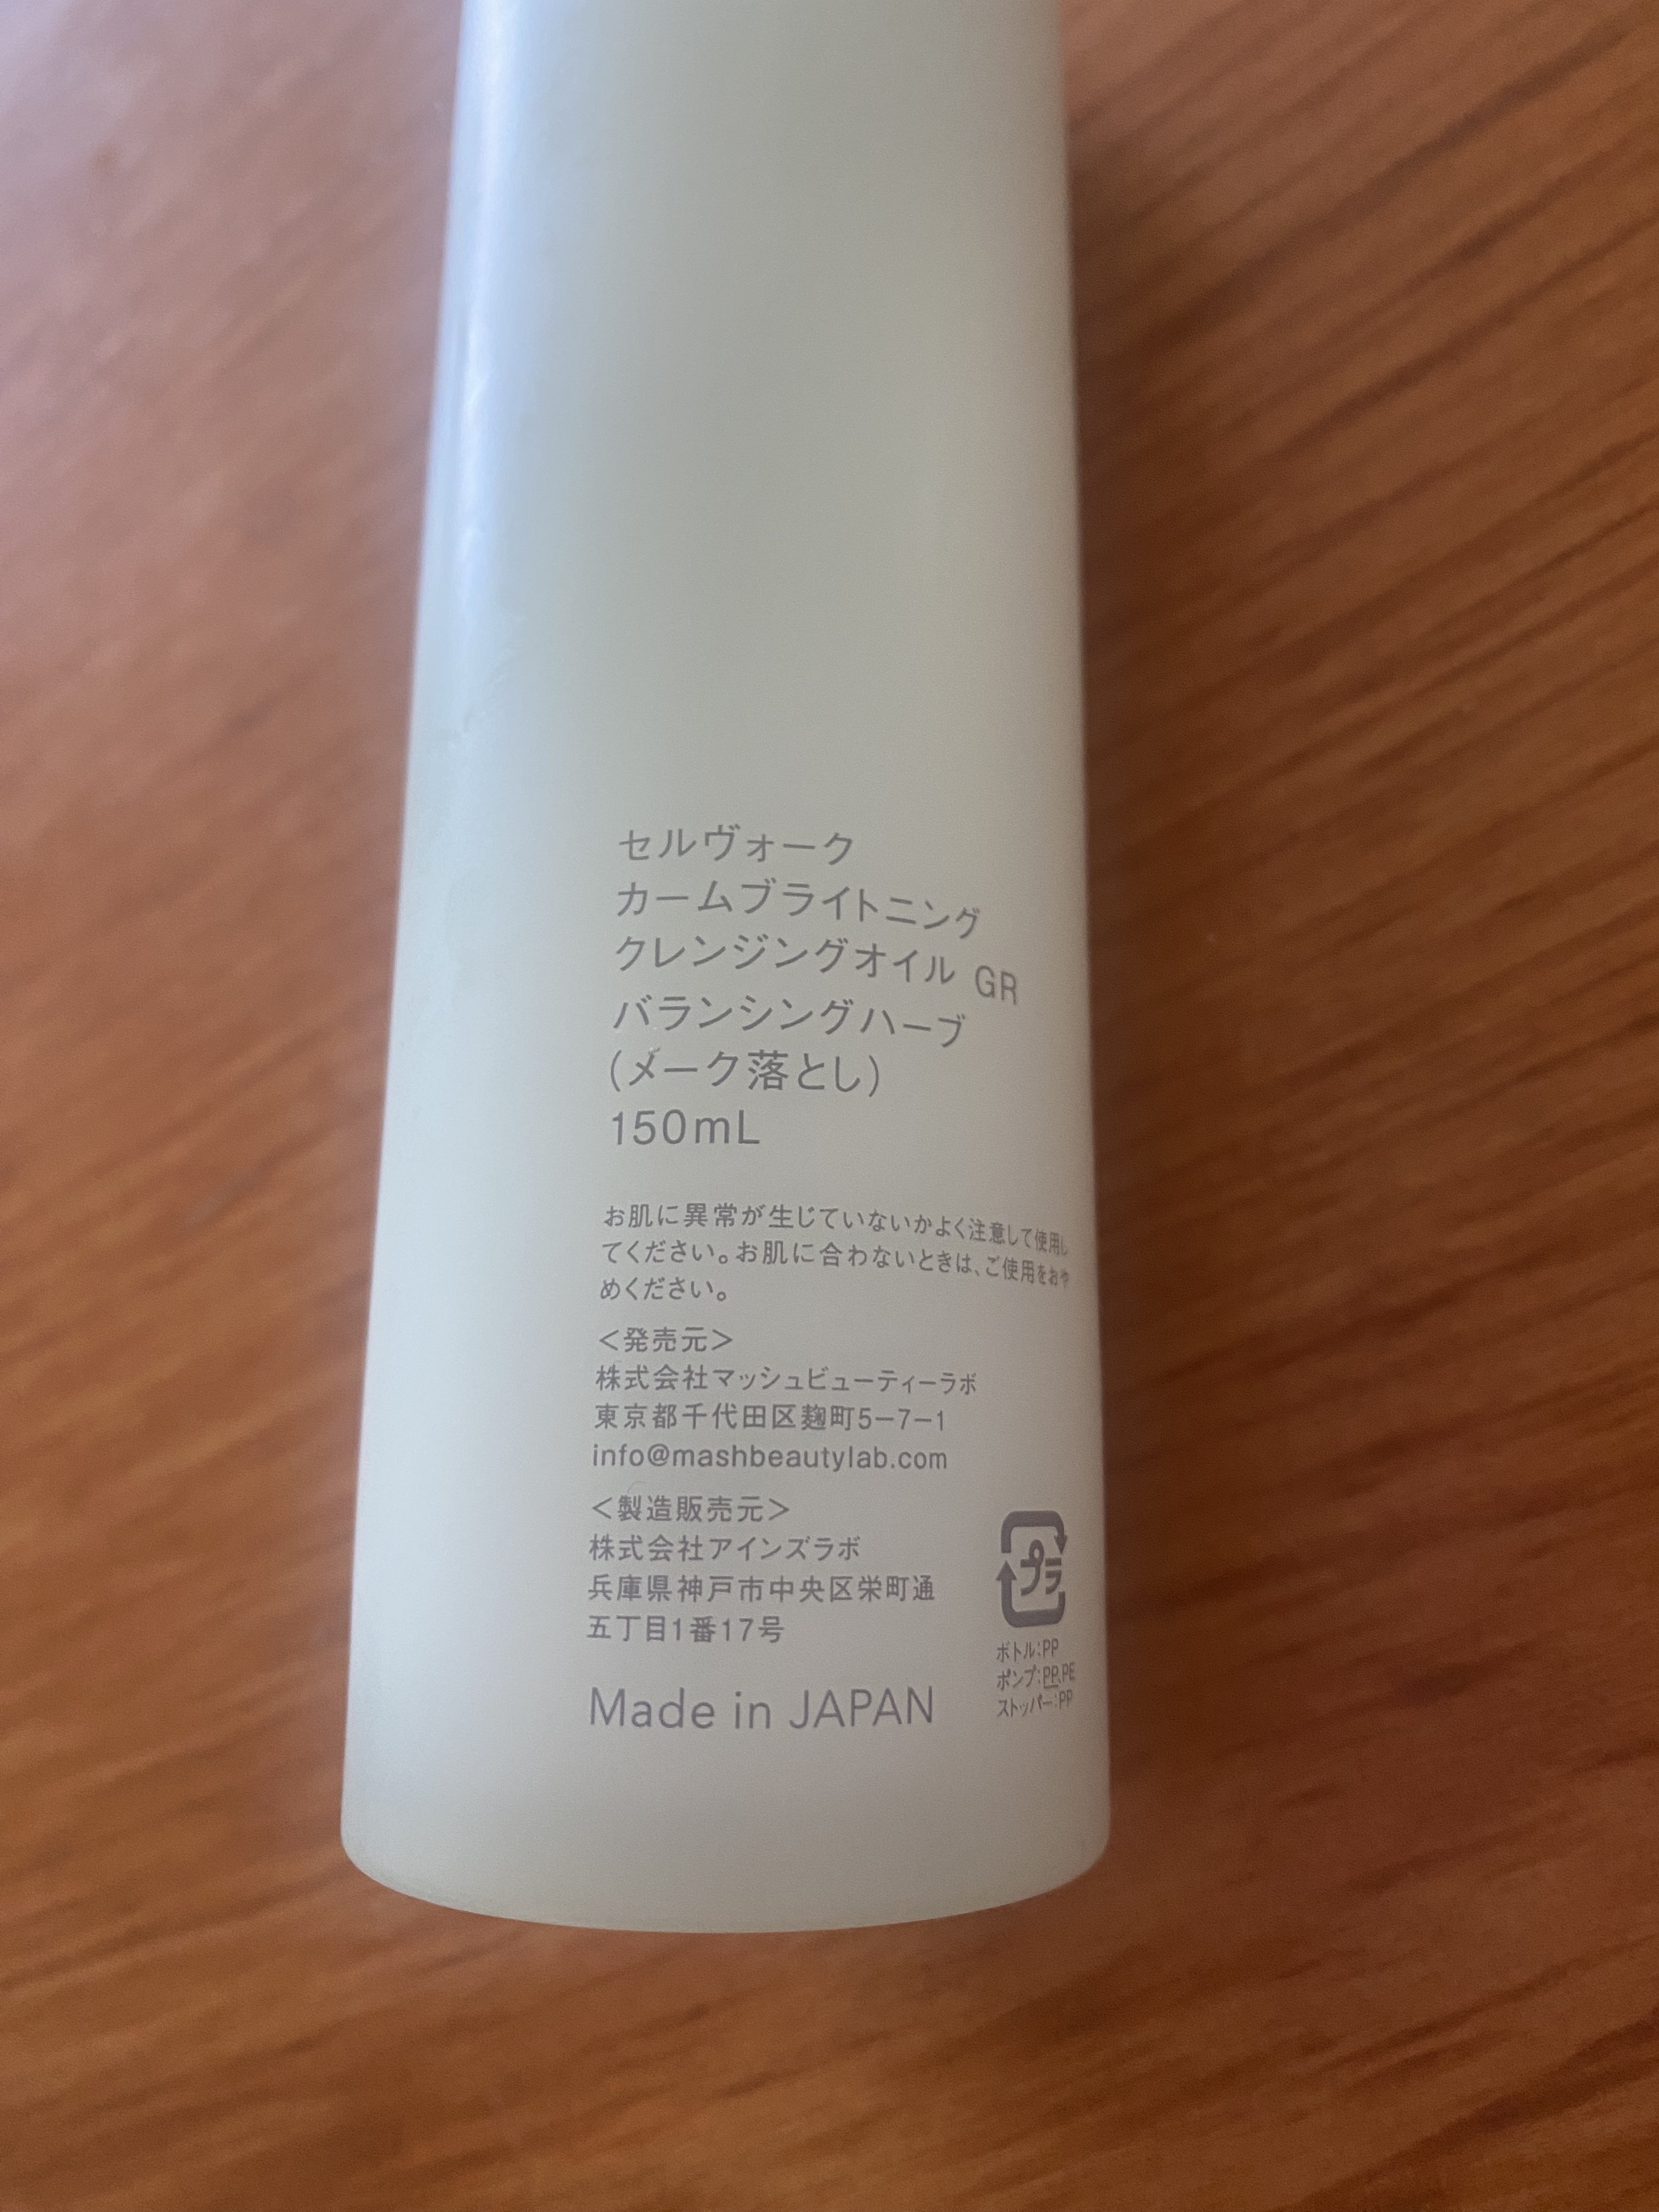 セルヴォーク
カームブライトニング
クレンジングオイル GR
バランシングハーブ
(メーク落とし)
150mL
お肌に異常が生じていないかよく注意して使用し
てください。お肌に合わないときは、ご使用をおや
めください。
<発売元>
株式会社マッシュビューティーラボ
東京都千代田区麹町5−7−1
info@mashbeautylab.com
<製造販売元>
株式会社アインズラボ
兵庫県神戸市中央区栄町通
五丁目1番17号
Made in JAPAN
プラ
ボトル:PP
ポンプ:PP,PE
ストッパー:PP